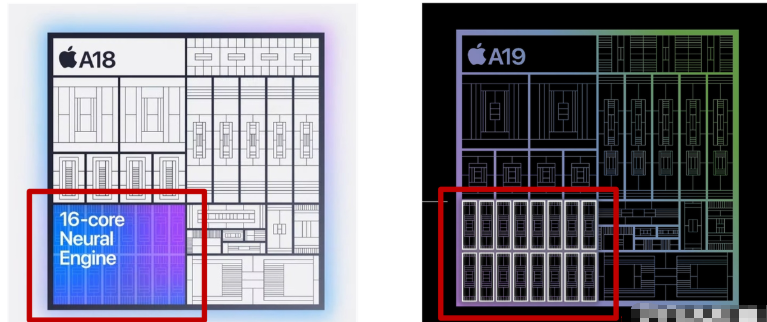 A18
16-core
Neural
Engine
A19